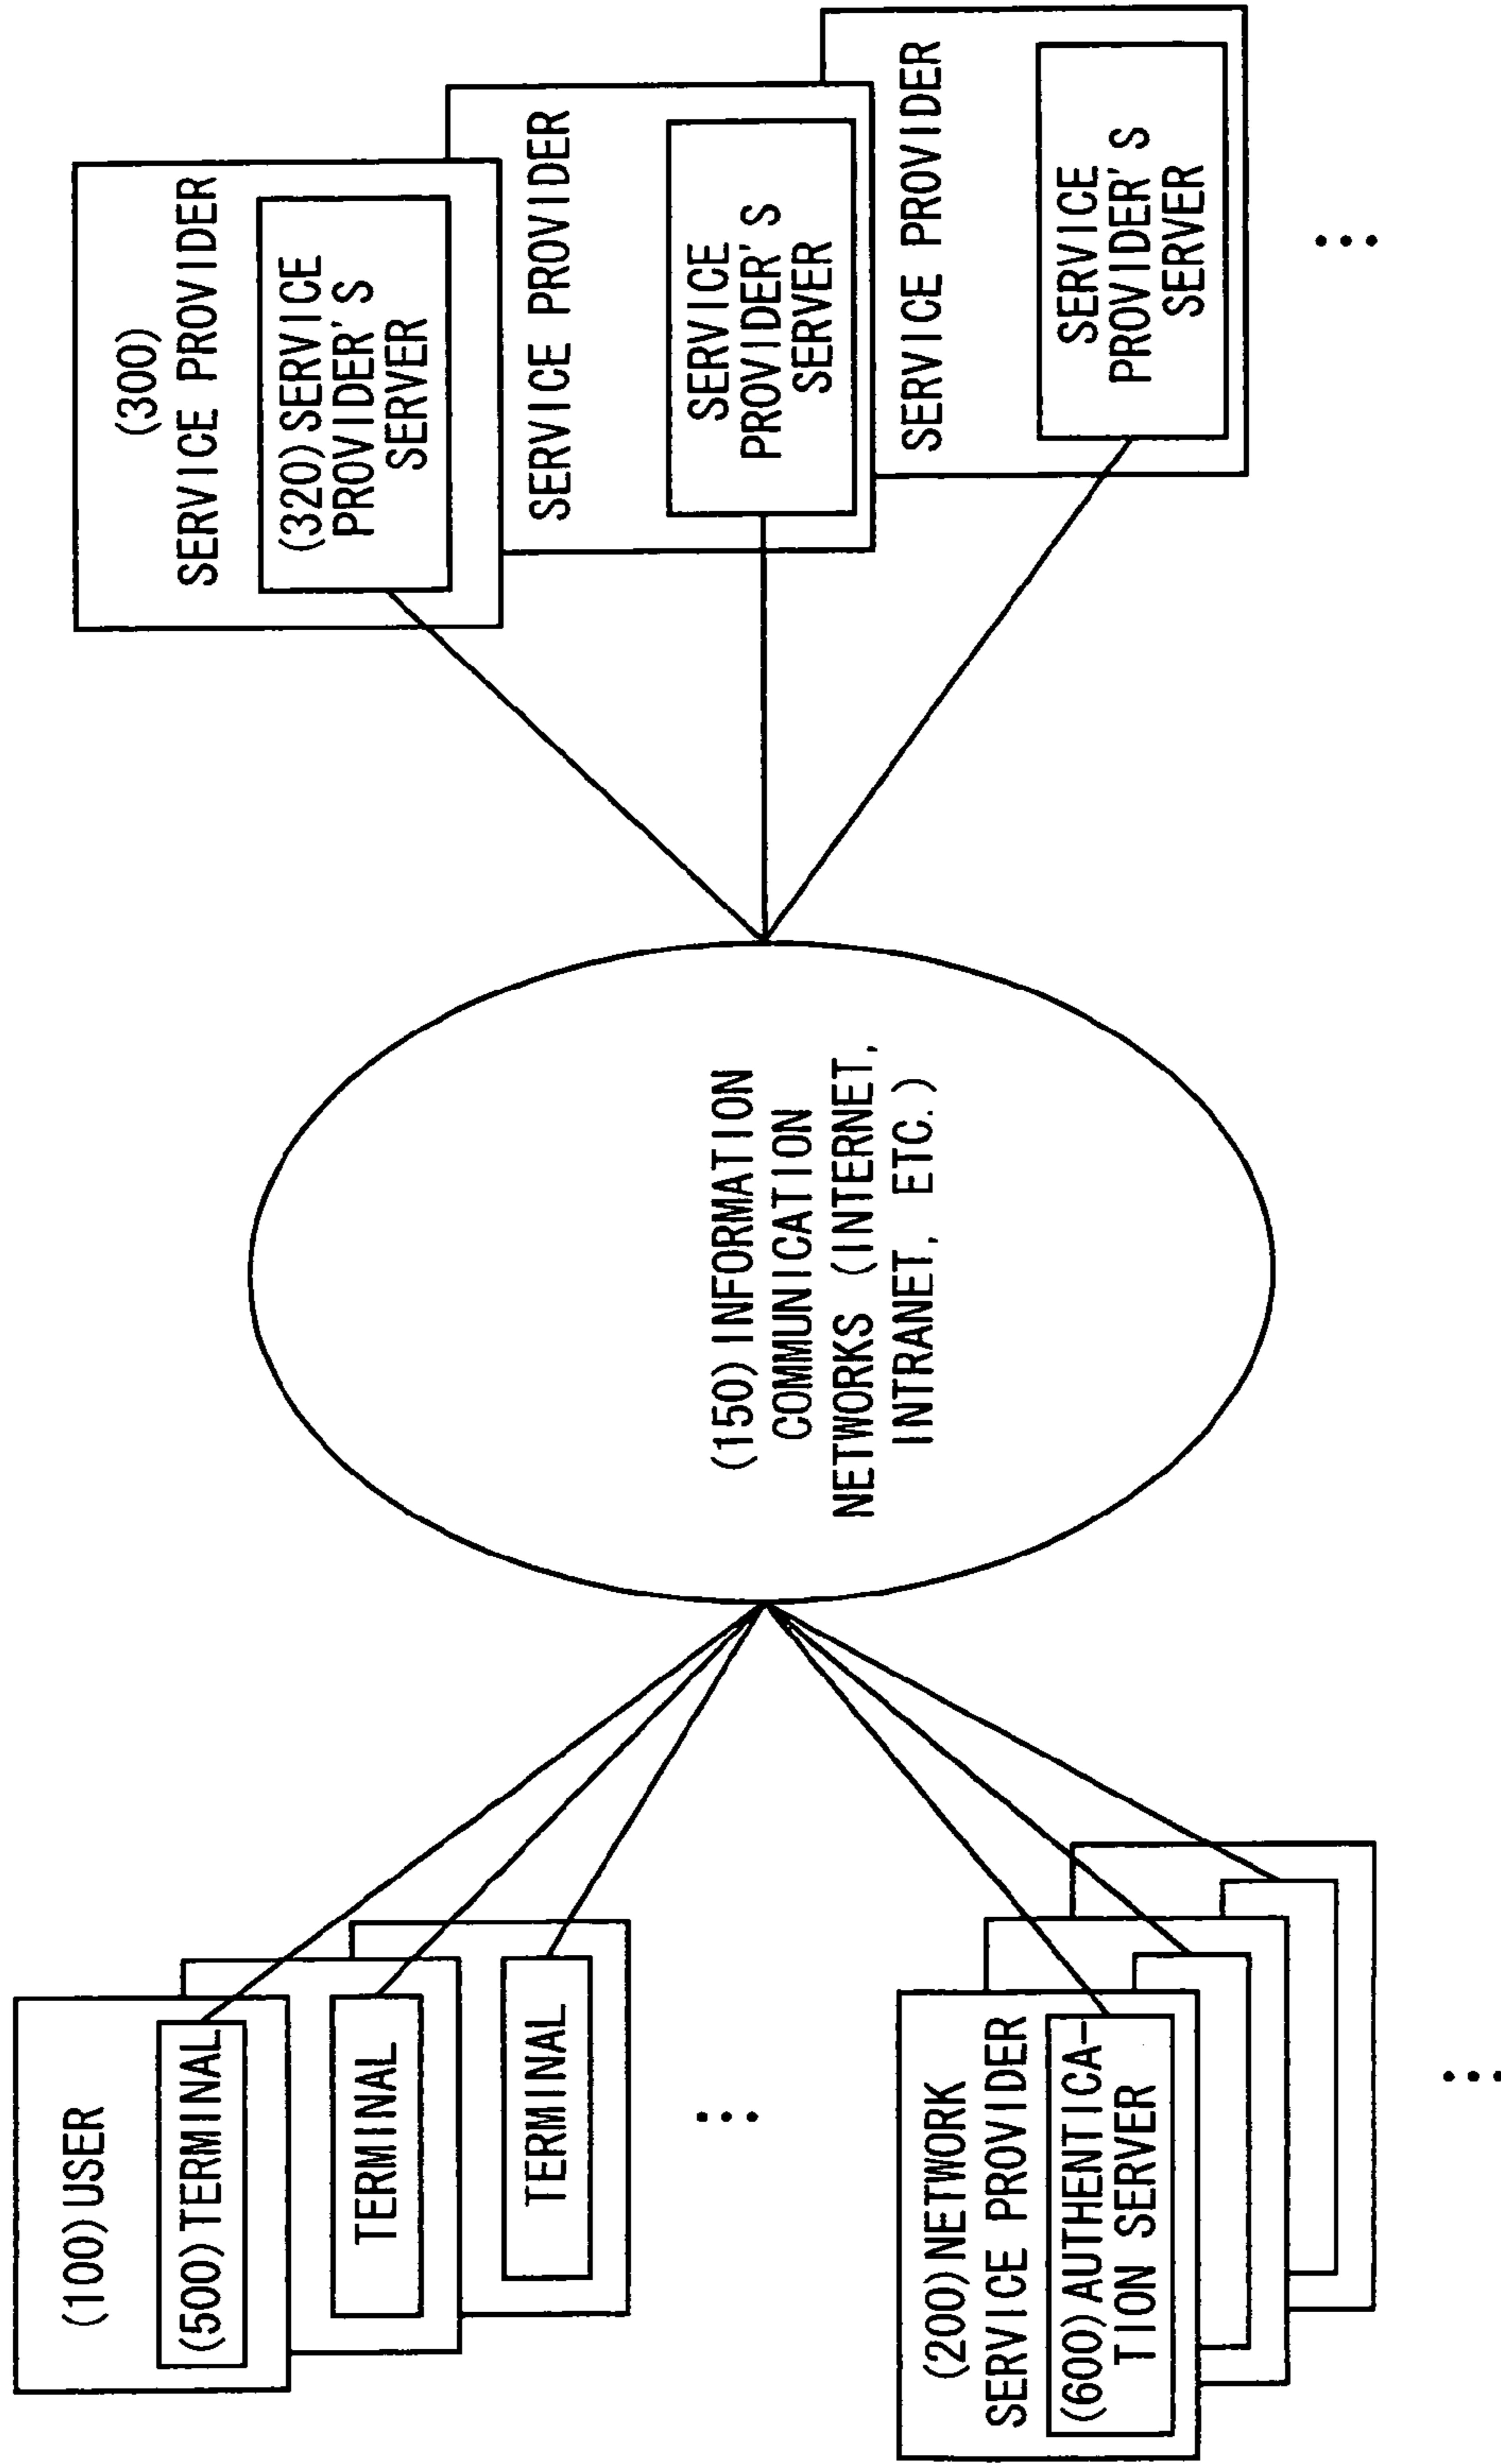 (100)USER
(500)TERMINAL
TERMINAL
TERMINAL
(200)NETWORK
SERVICE PROVIDER
(600)AUTHENTICA-
TION SERVER
(150)INFORMATION
COMMUNICATION
NETWORKS (INTERNET,
INTRANET, ETC.)
(300)
SERVICE PROVIDER
(320)SERVICE
PROVIDER'S
SERVER
SERVICE PROVIDER
SERVICE
PROVIDER'S
SERVER
SERVICE PROVIDER
SERVICE
PROVIDER'S
SERVER